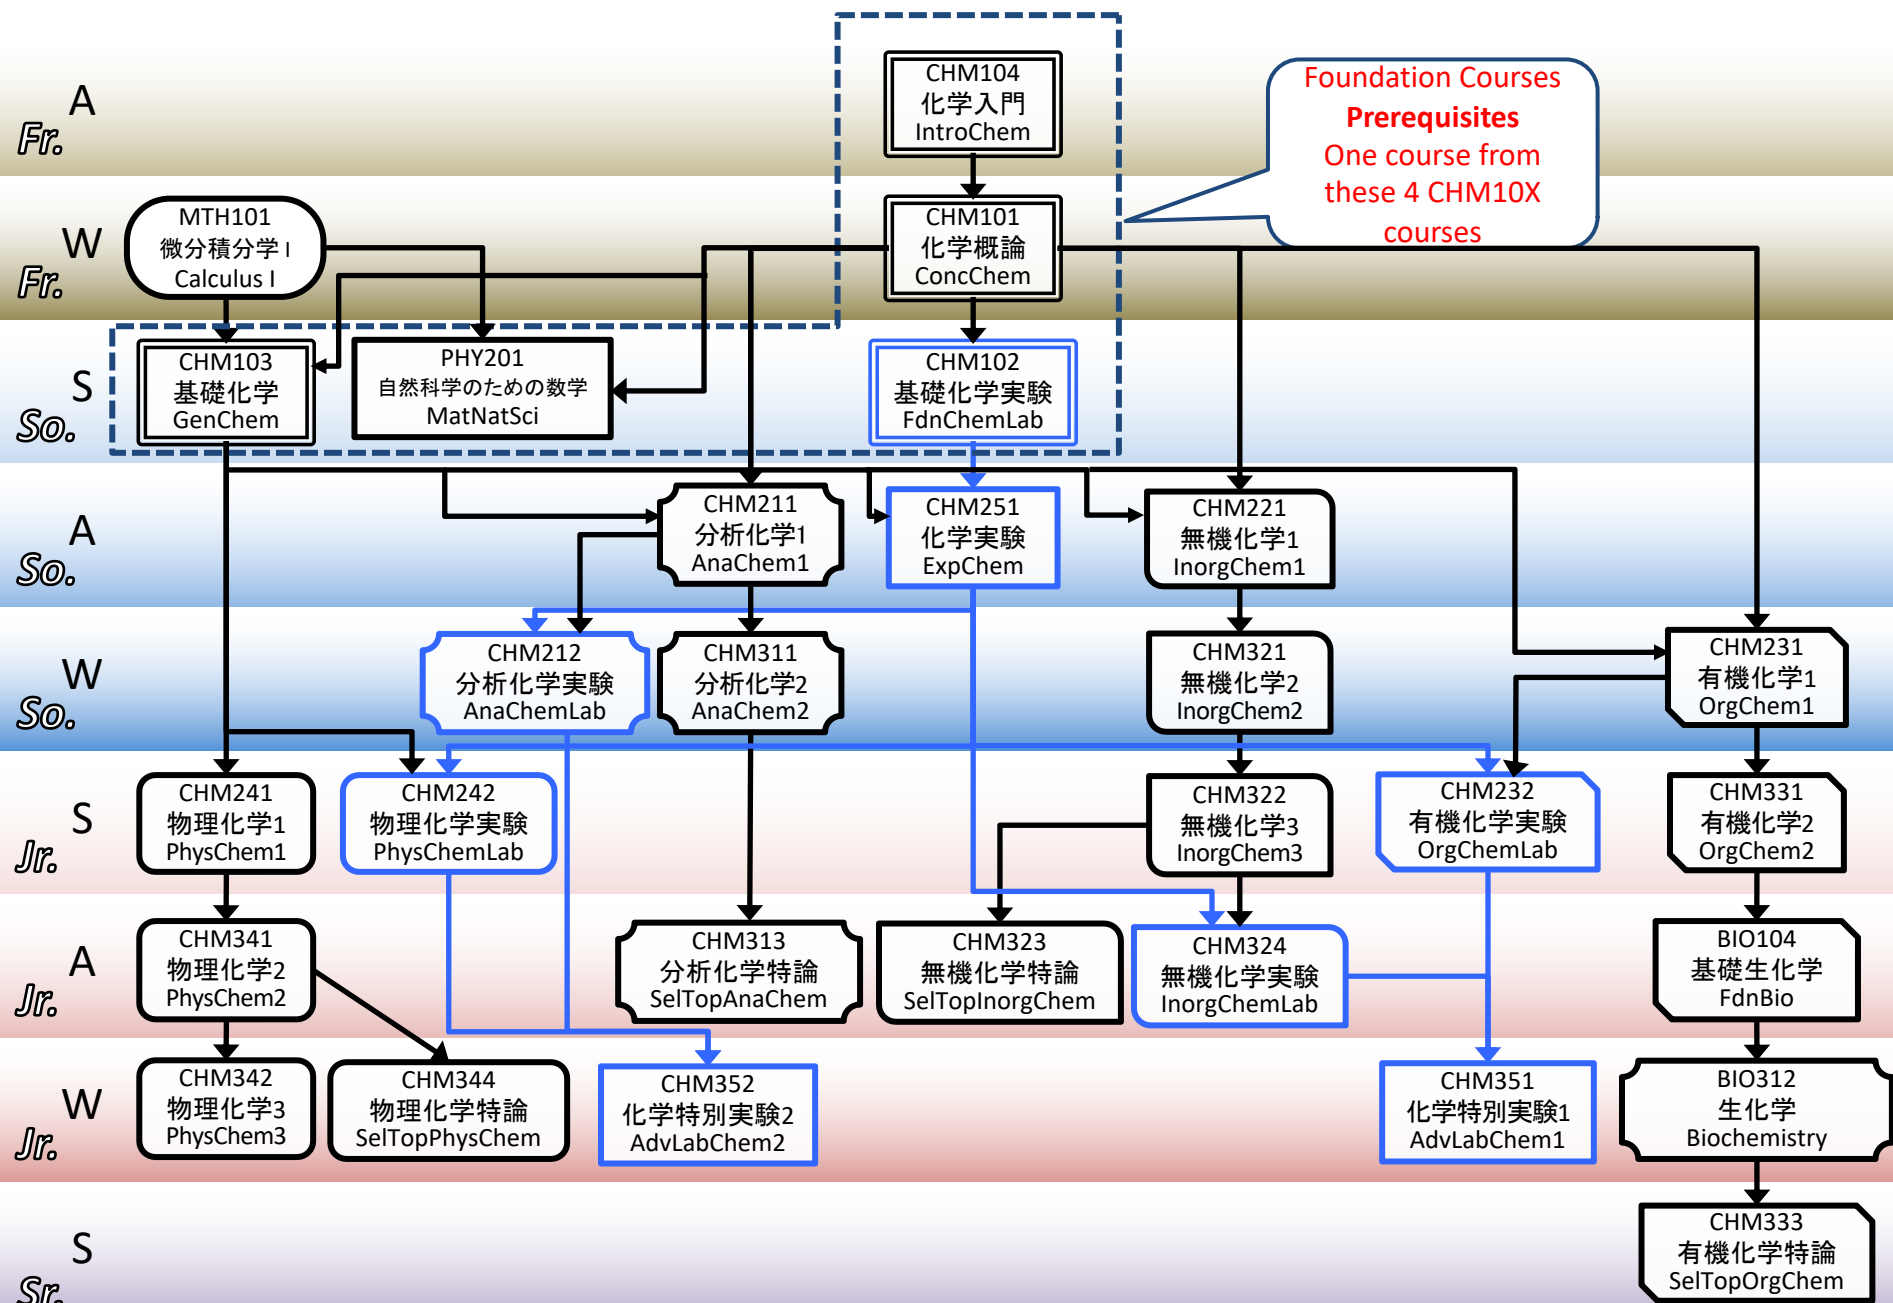 A
Fr.
CHM104
化学入門
IntroChem
Foundation Courses
Prerequisites
One course from
these 4 CHM10X
courses
W
Fr.
MTH101
微分積分学 I
Calculus I
CHM101
化学概論
ConcChem
S
So.
CHM103
基礎化学
GenChem
PHY201
自然科学のための数学
MatNatSci
CHM102
基礎化学実験
FdnChemLab
A
So.
CHM211
分析化学1
AnaChem1
CHM251
化学実験
ExpChem
CHM221
無機化学1
InorgChem1
W
So.
CHM212
分析化学実験
AnaChemLab
CHM311
分析化学2
AnaChem2
CHM321
無機化学2
InorgChem2
CHM231
有機化学1
OrgChem1
S
Jr.
CHM241
物理化学1
PhysChem1
CHM242
物理化学実験
PhysChemLab
CHM322
無機化学3
InorgChem3
CHM232
有機化学実験
OrgChemLab
CHM331
有機化学2
OrgChem2
A
Jr.
CHM341
物理化学2
PhysChem2
CHM313
分析化学特論
SelTopAnaChem
CHM323
無機化学特論
SelTopInorgChem
CHM324
無機化学実験
InorgChemLab
BIO104
基礎生化学
FdnBio
W
Jr.
CHM342
物理化学3
PhysChem3
CHM344
物理化学特論
SelTopPhysChem
CHM352
化学特別実験2
AdvLabChem2
CHM351
化学特別実験1
AdvLabChem1
BIO312
生化学
Biochemistry
S
Sr.
CHM333
有機化学特論
SelTopOrgChem